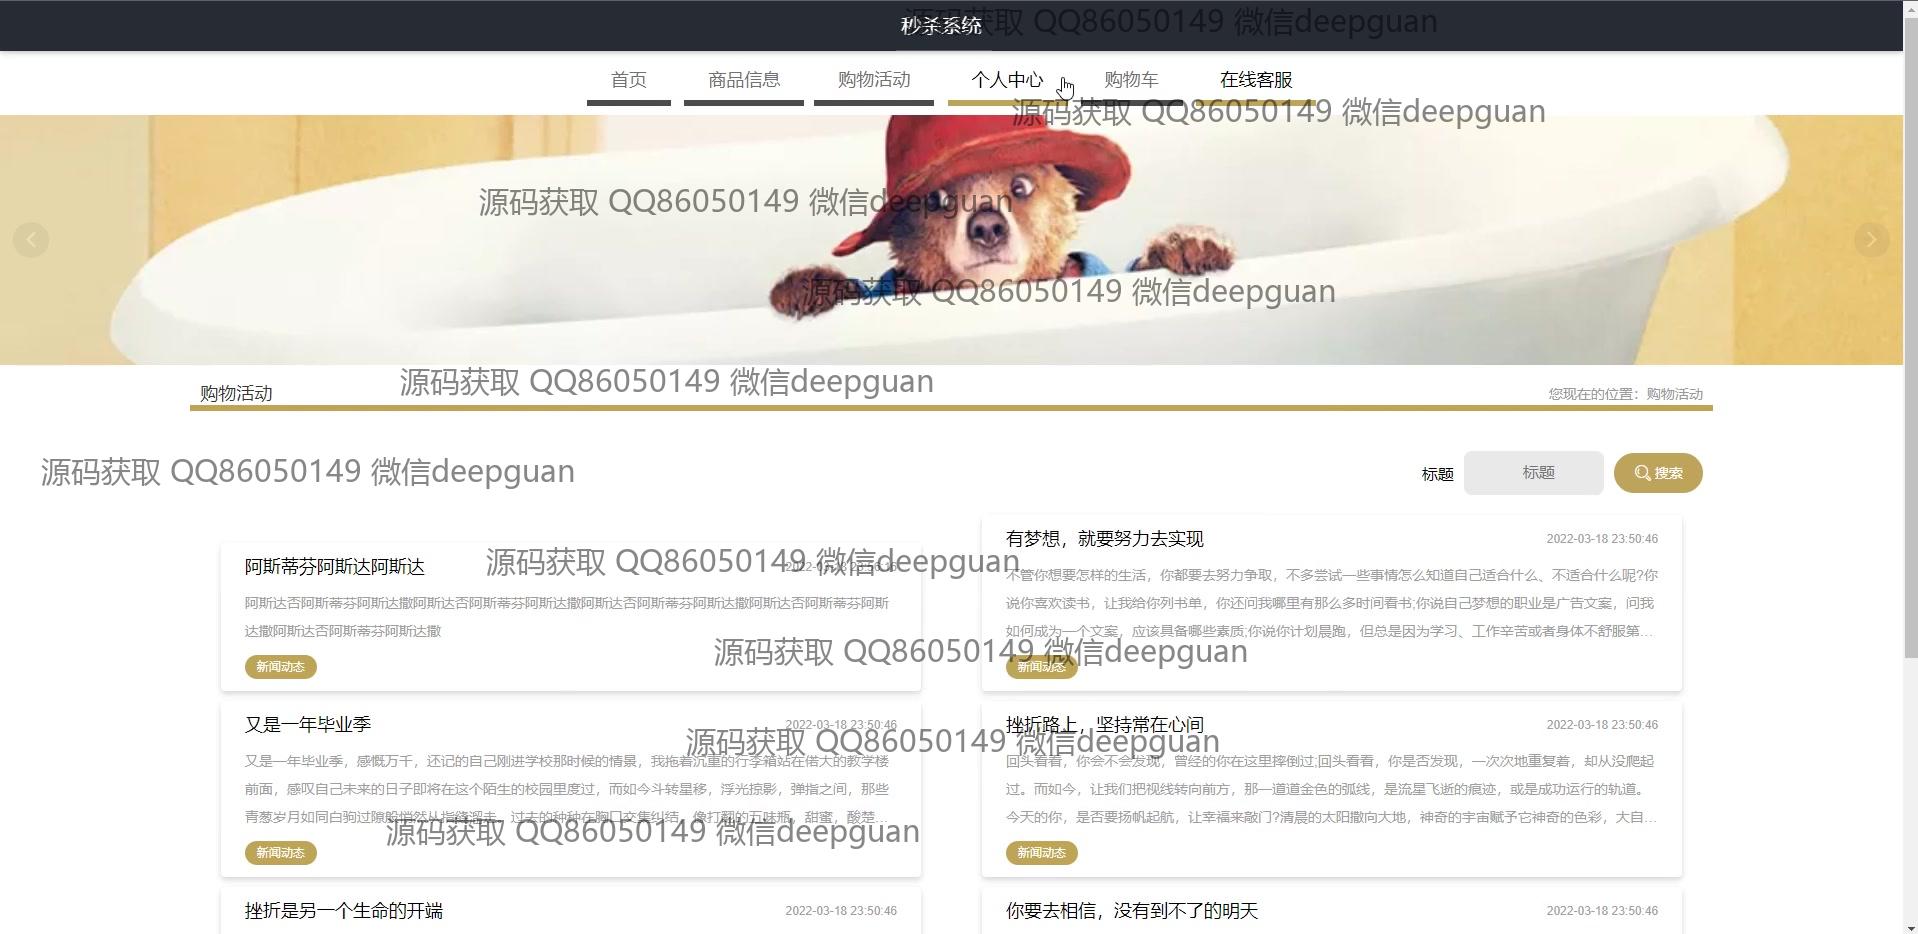 秒杀系统
源码获取 QQ86050149 微信deepguan
首页 商品信息 购物活动 个人中心 购物车 在线客服
源码获取 QQ86050149 微信deepguan
源码获取 QQ86050149 微信deepguan
源码获取 QQ86050149 微信deepguan
源码获取 QQ86050149 微信deepguan
购物活动
您现在的位置：购物活动
源码获取 QQ86050149 微信deepguan
标题 标题 搜索
阿斯蒂芬阿斯达阿斯达
源码获取 QQ86050149 微信deepguan
阿斯达否阿斯蒂芬阿斯达撒阿斯达否阿斯蒂芬阿斯达撒阿斯达否阿斯蒂芬阿斯达撒阿斯达否阿斯蒂芬阿斯
达撒阿斯达否阿斯蒂芬阿斯达撒
新闻动态
有梦想，就要努力去实现 2022-03-18 23:50:46
不管你想要怎样的生活，你都要去努力争取，不多尝试一些事情怎么知道自己适合什么、不适合什么呢?你
说你喜欢读书，让我给你列书单，你还问我哪里有那么多时间看书;你说自己梦想的职业是广告文案，问我
如何成为一个文案，应该具备哪些素质;你说你计划晨跑，但总是因为学习、工作辛苦或者身体不舒服第...
源码获取 QQ86050149 微信deepguan
新闻动态
又是一年毕业季 2022-03-18 23:50:46
源码获取 QQ86050149 微信deepguan
又是一年毕业季，感慨万千，还记的自己刚进学校那时候的情景，我拖着沉重的行李箱站在偌大的教学楼
前面，感叹自己未来的日子即将在这个陌生的校园里度过，而如今斗转星移，浮光掠影，弹指之间，那些
青葱岁月如同白驹过隙般悄然从指缝溜走，过去的种种在胸口交集纠结，像打翻的五味瓶，甜蜜，酸楚...
源码获取 QQ86050149 微信deepguan
新闻动态
挫折路上，坚持常在心间 2022-03-18 23:50:46
回头看看，你会不会发现，曾经的你在这里摔倒过;回头看看，你是否发现，一次次地重复着，却从没爬起
过。而如今，让我们把视线转向前方，那一道道金色的弧线，是流星飞逝的痕迹，或是成功运行的轨道。
今天的你，是否要扬帆起航，让幸福来敲门?清晨的太阳撒向大地，神奇的宇宙赋予它神奇的色彩，大自...
新闻动态
挫折是另一个生命的开端 2022-03-18 23:50:46
你要去相信，没有到不了的明天 2022-03-18 23:50:46